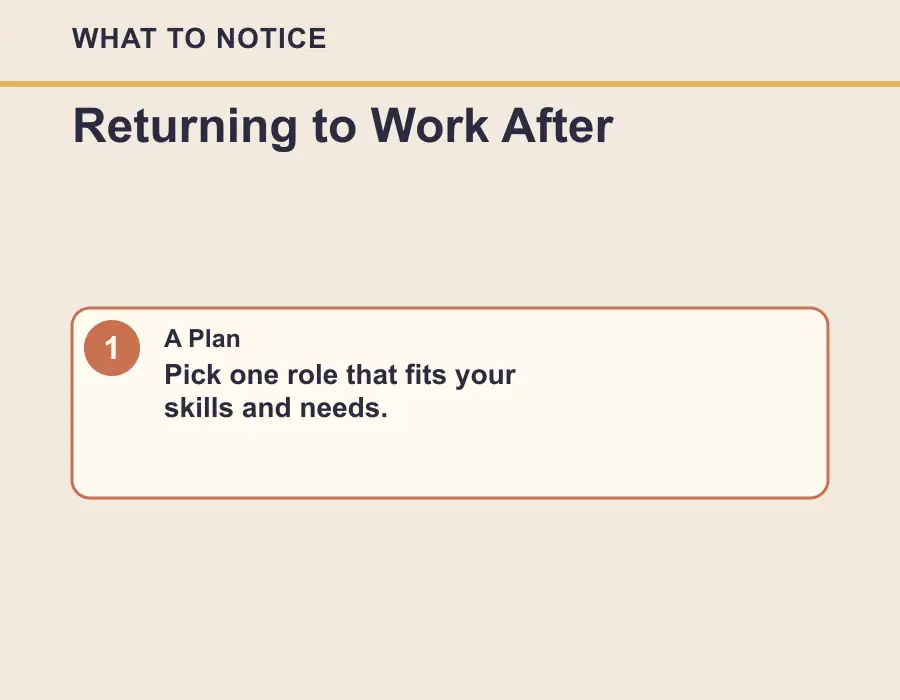 WHAT TO NOTICE
Returning to Work After
1
A Plan
Pick one role that fits your
skills and needs.